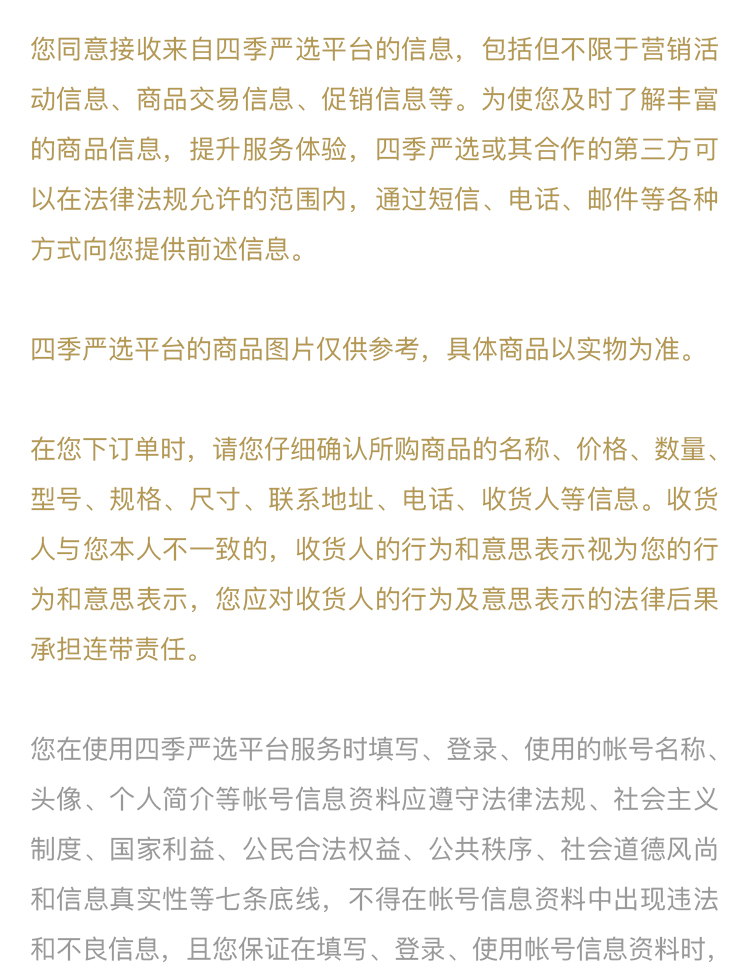 您同意接收来自四季严选平台的信息，包括但不限于营销活
动信息、商品交易信息、促销信息等。为使您及时了解丰富
的商品信息，提升服务体验，四季严选或其合作的第三方可
以在法律法规允许的范围内，通过短信、电话、邮件等各种
方式向您提供前述信息。
四季严选平台的商品图片仅供参考，具体商品以实物为准。
在您下订单时，请您仔细确认所购商品的名称、价格、数量、
型号、规格、尺寸、联系地址、电话、收货人等信息。收货
人与您本人不一致的，收货人的行为和意思表示视为您的行
为和意思表示，您应对收货人的行为及意思表示的法律后果
承担连带责任。
您在使用四季严选平台服务时填写、登录、使用的帐号名称、
头像、个人简介等帐号信息资料应遵守法律法规、社会主义
制度、国家利益、公民合法权益、公共秩序、社会道德风尚
和信息真实性等七条底线，不得在帐号信息资料中出现违法
和不良信息，且您保证在填写、登录、使用帐号信息资料时，